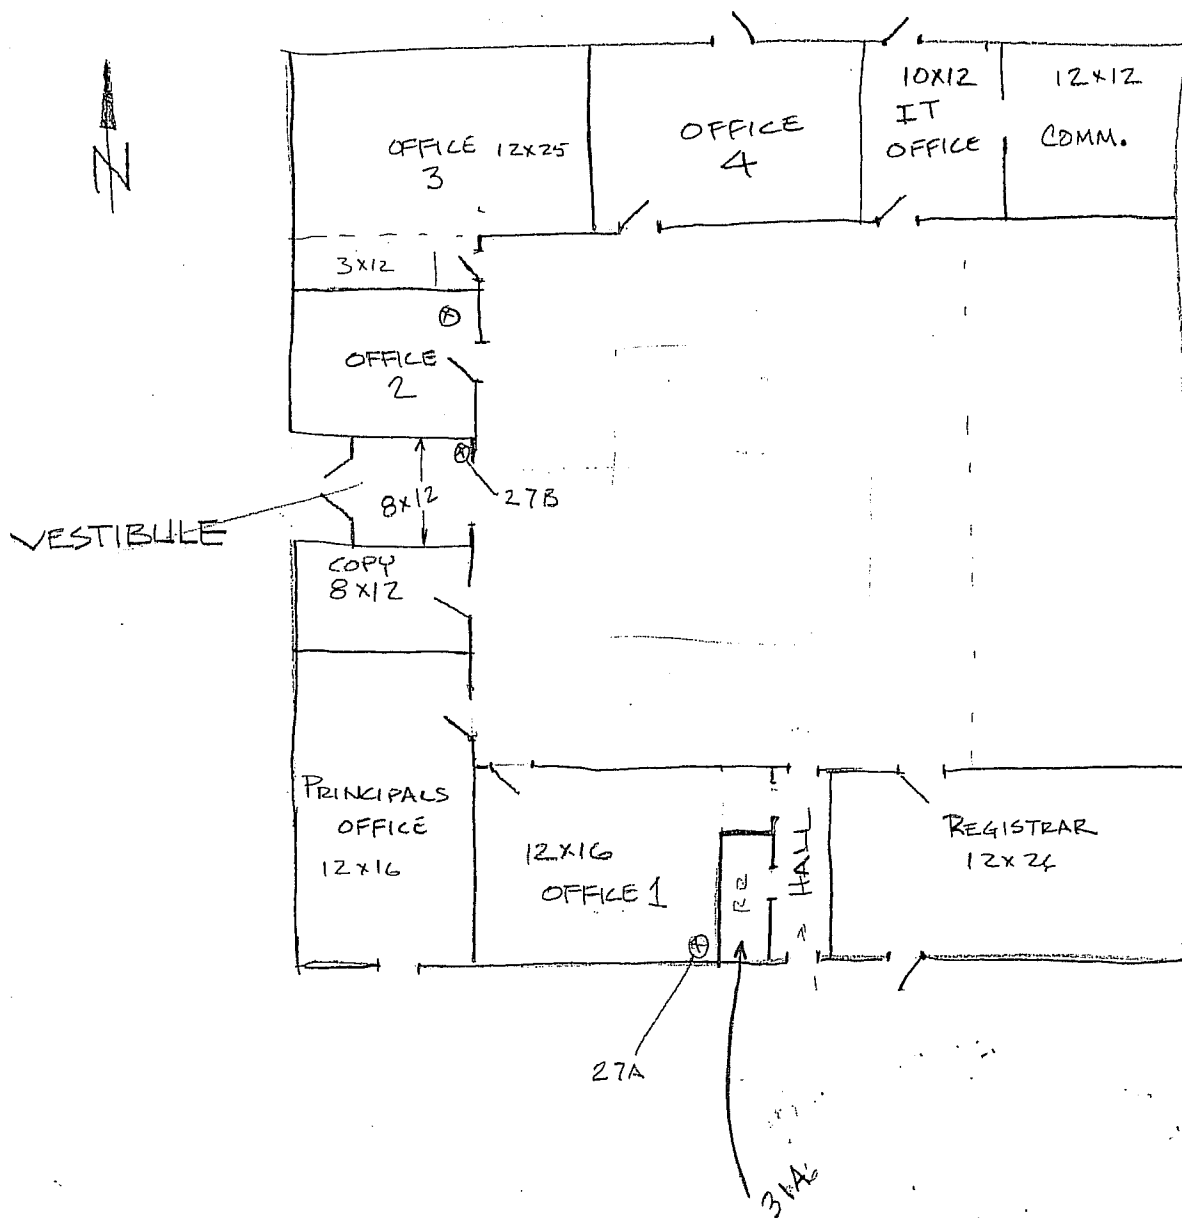 N
OFFICE 12X25
3
OFFICE
4
10X12
IT
OFFICE
12X12
COMM.
3X12
OFFICE
2
27B
8X12
VESTIBULE
COPY
8X12
PRINCIPALS
OFFICE
12X16
12X16
OFFICE 1
RR
HALL
REGISTRAR
27A